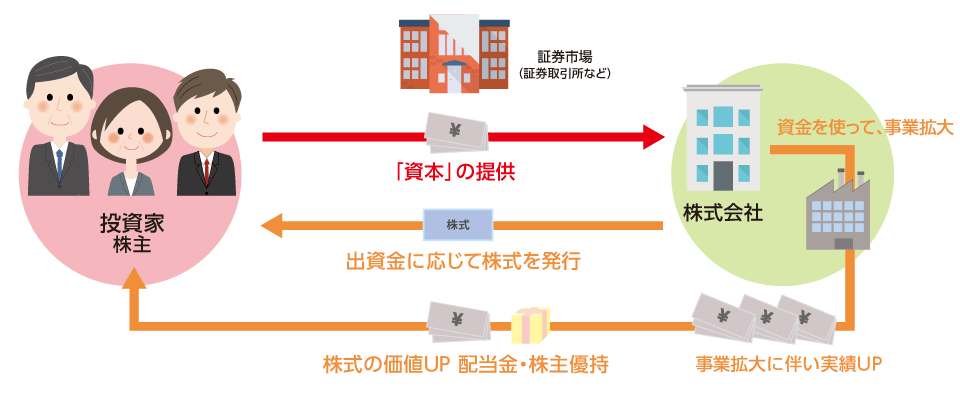 証券市場
（証券取引所など）
資金を使って、事業拡大
「資本」の提供
投資家
株主
株式会社
株式
出資金に応じて株式を発行
株式の価値UP 配当金・株主優持
事業拡大に伴い実績UP